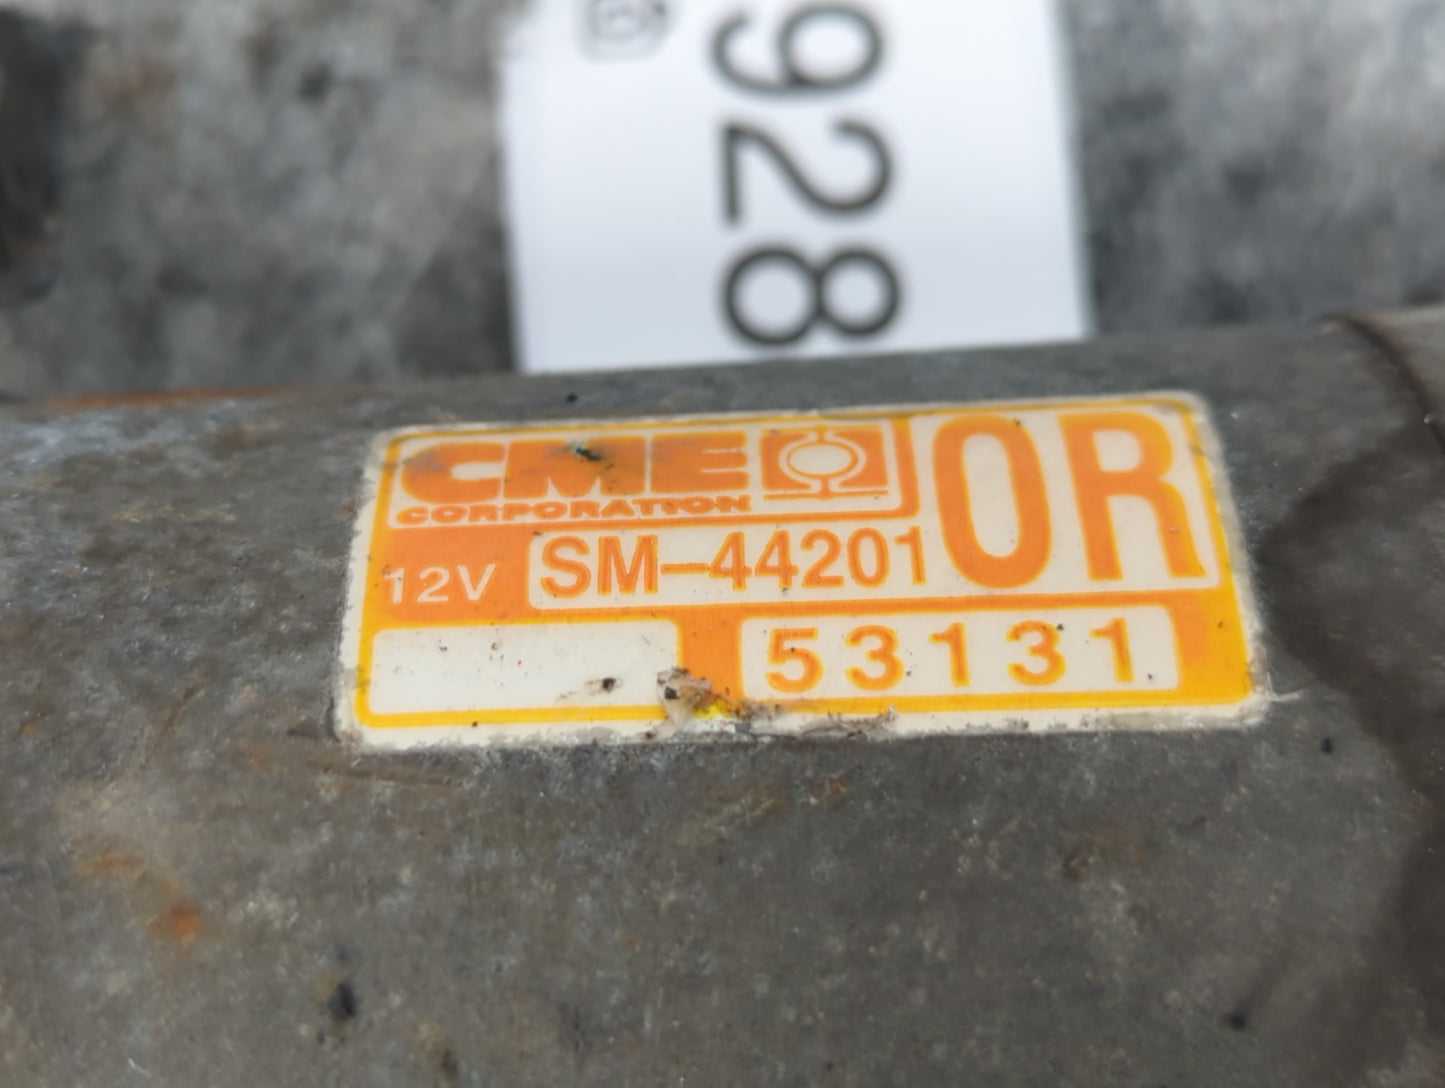 928
CME
CORPORATION
OR
12V SM-44201
53131